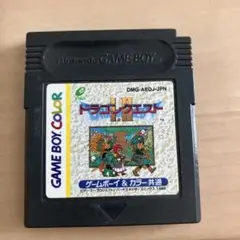 Nintendo GAME BOY
DMG-AEDJ-JPN
GAME BOY COLOR
ドラゴンクエスト
I·II
ゲームボーイ & カラー共通